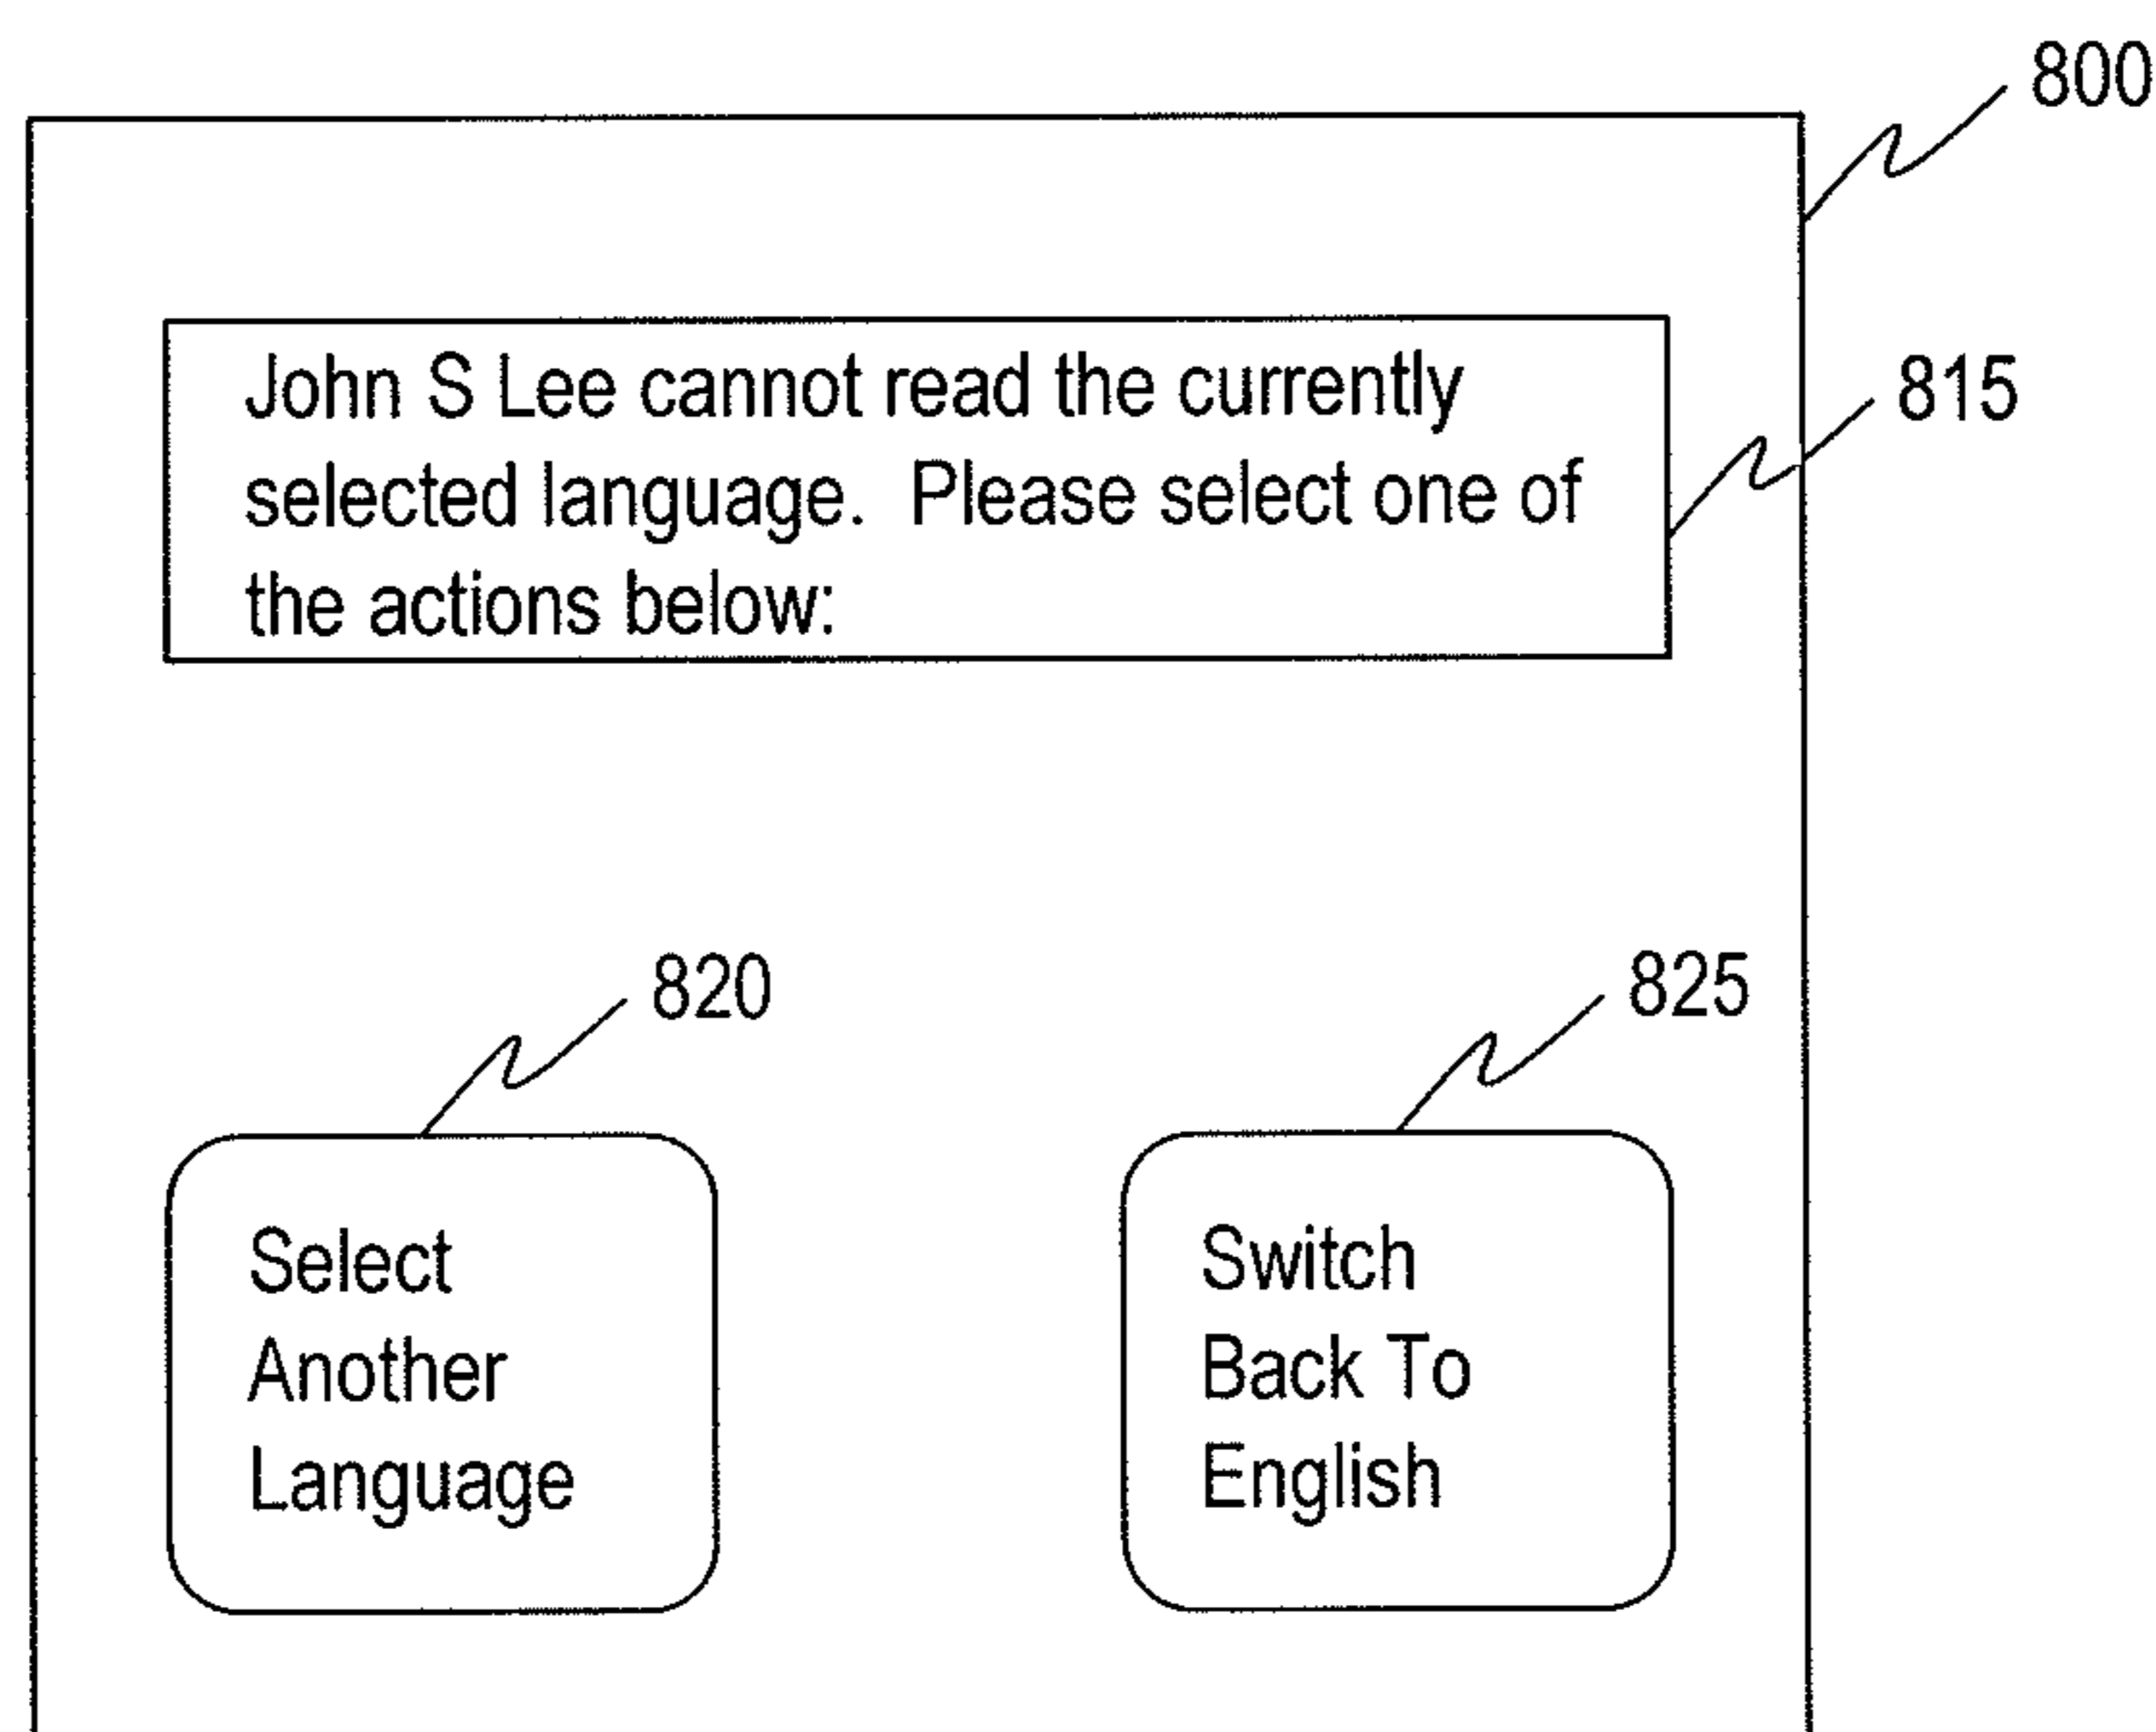 800
John S Lee cannot read the currently
selected language.  Please select one of
the actions below:
815
820
825
Select
Another
Language
Switch
Back To
English